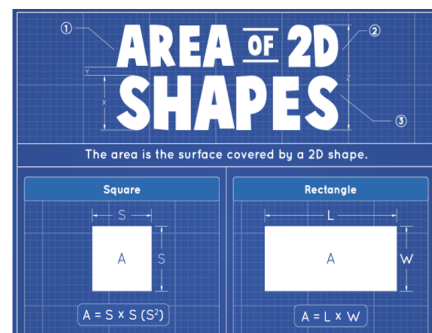 ① AREA OF 2D ②
Y
X Z
SHAPES
③
The area is the surface covered by a 2D shape.
Square
S
A S
A = S x S (S²)
Rectangle
L
A W
A = L x W